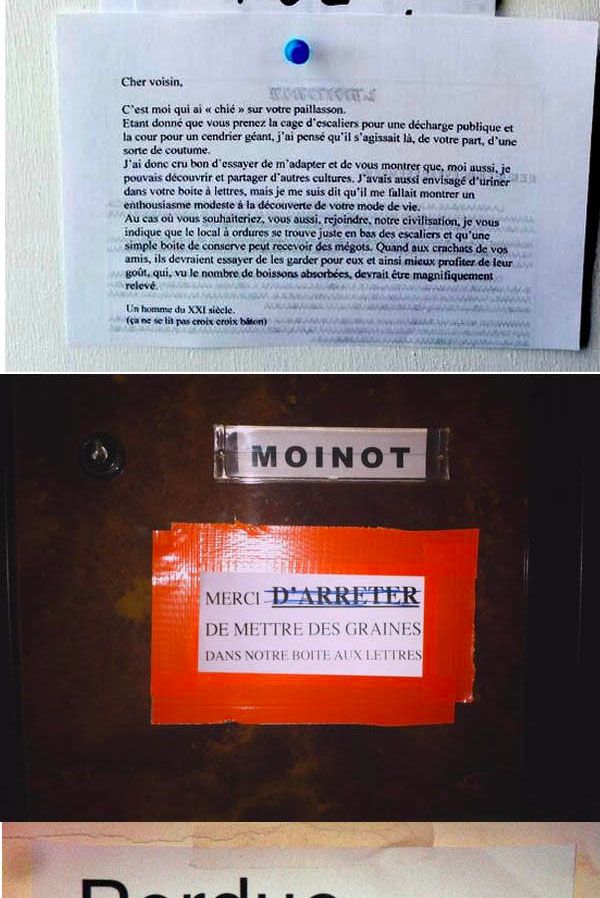 Cher voisin,
C'est moi qui ai « chié » sur votre paillasson.
Etant donné que vous prenez la cage d'escaliers pour une décharge publique et
la cour pour un cendrier géant, j'ai pensé qu'il s'agissait là, de votre part, d'une
sorte de coutume.
J'ai donc cru bon d'essayer de m'adapter et de vous montrer que, moi aussi, je
pouvais découvrir et partager d'autres cultures. J'avais aussi envisagé d'uriner
dans votre boite à lettres, mais je me suis dit qu'il me fallait montrer un
enthousiasme modeste à la découverte de votre mode de vie.
Au cas où vous souhaiteriez, vous aussi, rejoindre, notre civilisation, je vous
indique que le local à ordures se trouve juste en bas des escaliers et qu'une
simple boite de conserve peut recevoir des mégots. Quand aux crachats de vos
amis, ils devraient essayer de les garder pour eux et ainsi mieux profiter de leur
goût, qui, vu le nombre de boissons absorbées, devrait être magnifiquement
relevé.
Un homme du XXI siècle.
(ça ne se lit pas croix croix bâton)
MOINOT
MERCI D'ARRETER
DE METTRE DES GRAINES
DANS NOTRE BOITE AUX LETTRES
Perdue